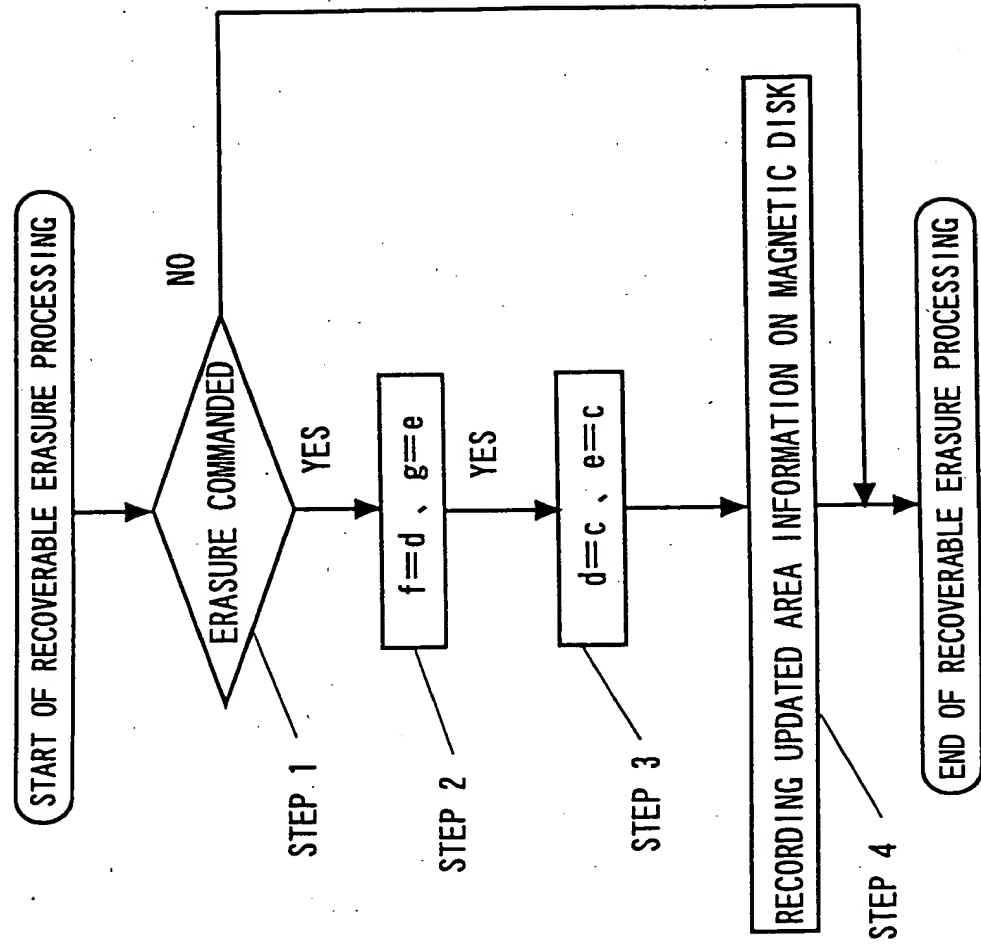 START OF RECOVERABLE ERASURE PROCESSING
ERASURE COMMANDED
NO
YES
STEP 1
f=d 、 g=e
STEP 2
YES
d=c 、 e=c
STEP 3
RECORDING UPDATED AREA INFORMATION ON MAGNETIC DISK
STEP 4
END OF RECOVERABLE ERASURE PROCESSING